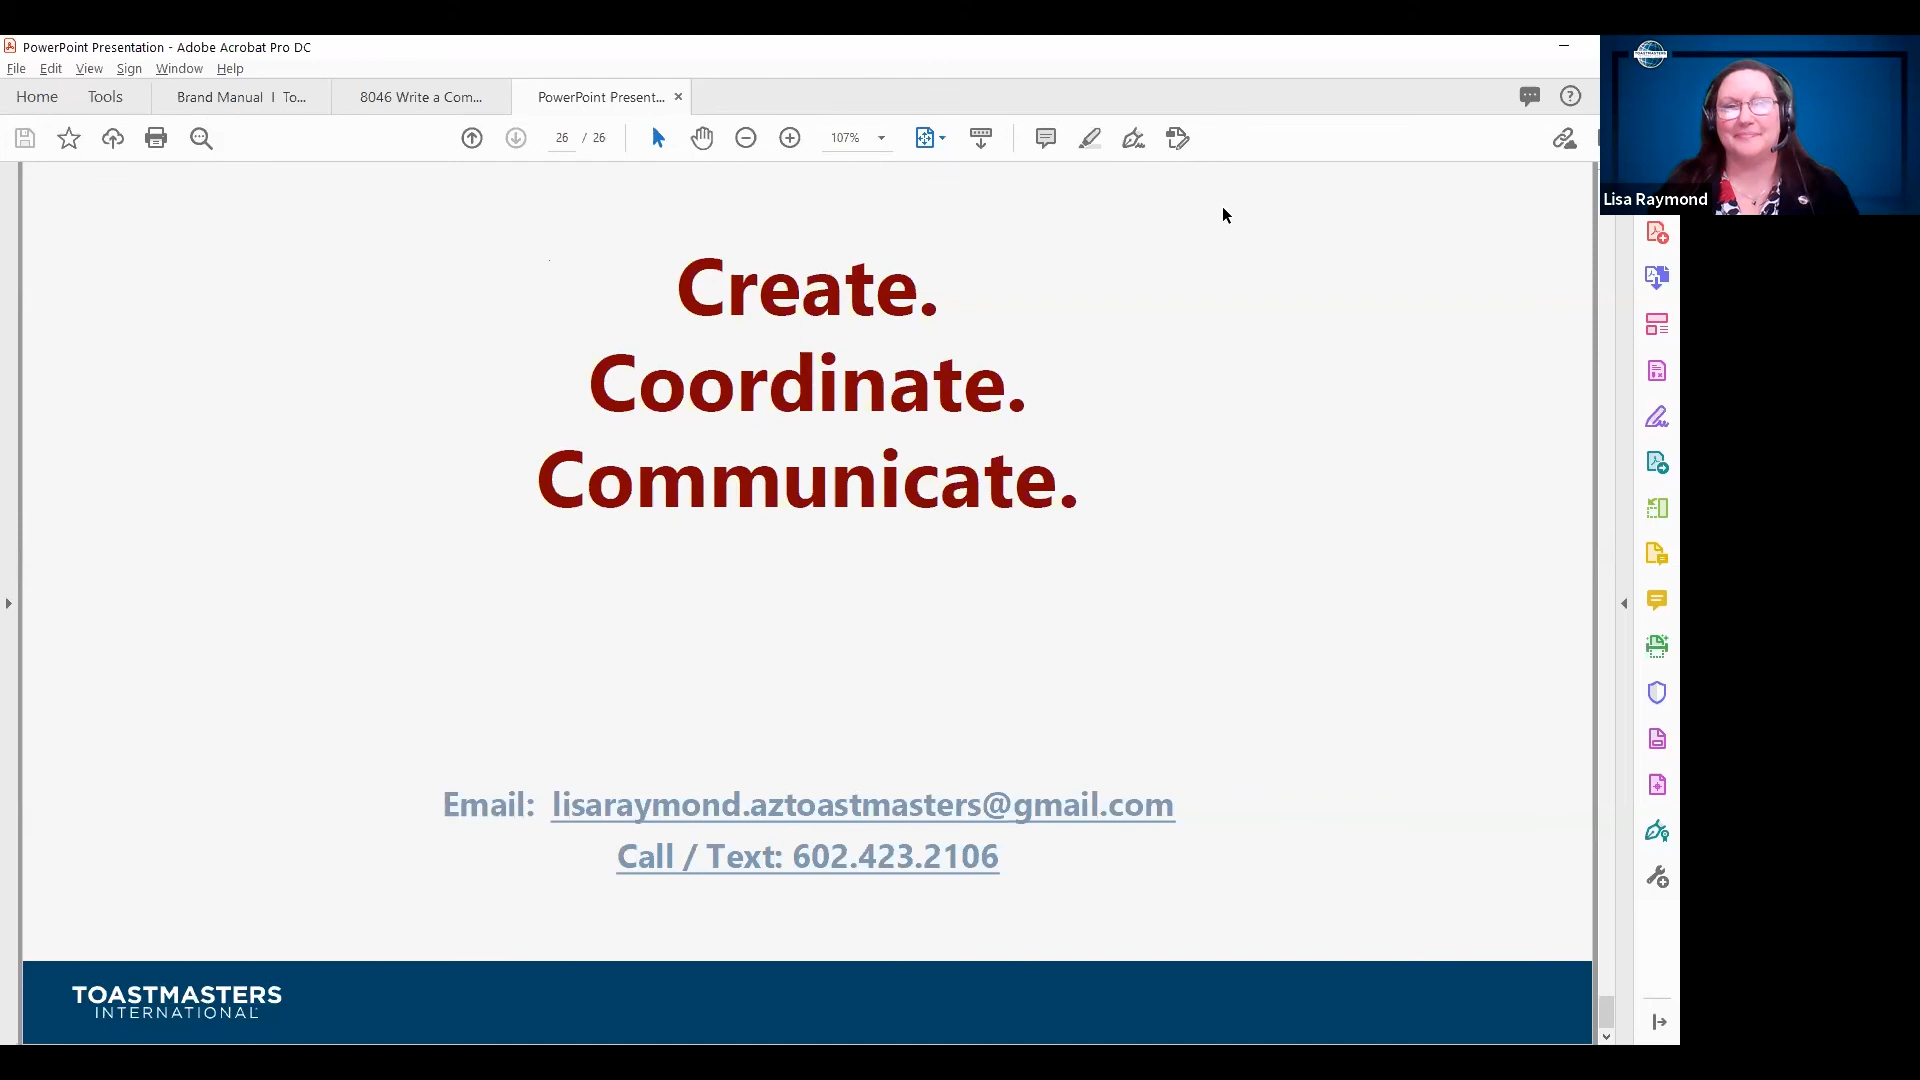 PowerPoint Presentation - Adobe Acrobat Pro DC
File Edit View Sign Window Help
Home Tools Brand Manual I To... 8046 Write a Com... PowerPoint Present...
26 / 26 107%
TOASTMASTERS
Lisa Raymond
Create.
Coordinate.
Communicate.
Email: lisaraymond.aztoastmasters@gmail.com
Call / Text: 602.423.2106
TOASTMASTERS
INTERNATIONAL